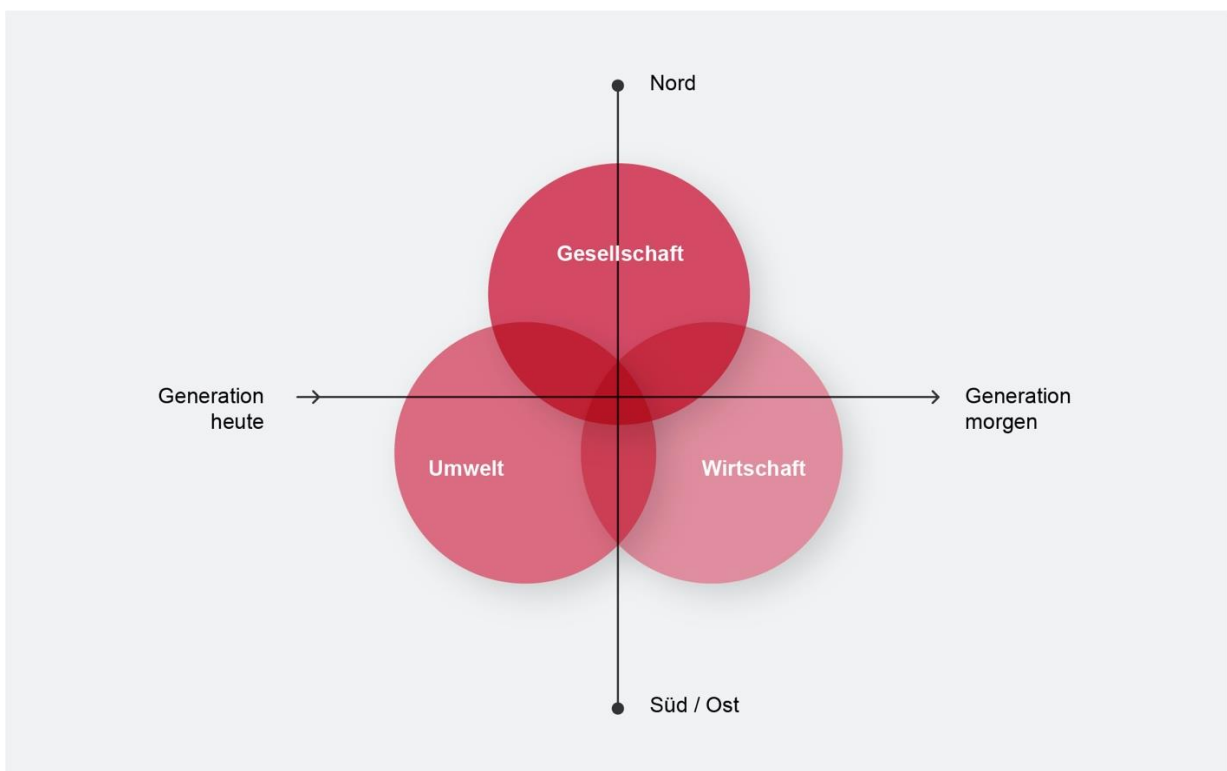 Nord
Gesellschaft
Generation
heute
Generation
morgen
Umwelt
Wirtschaft
Süd / Ost